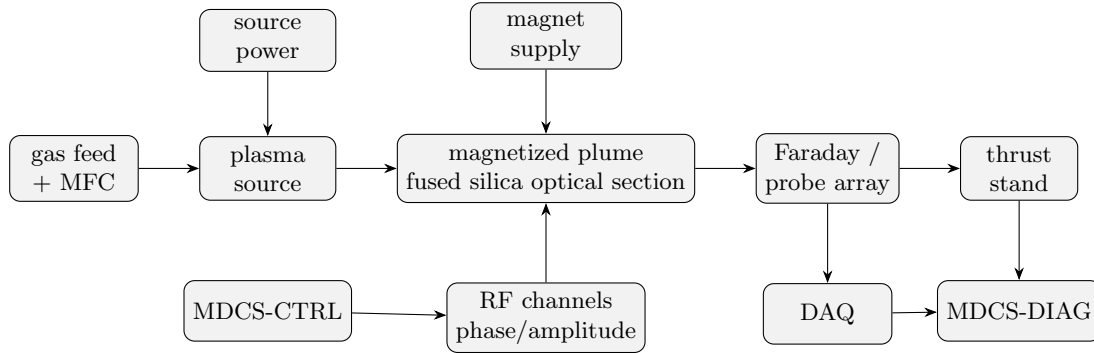 source
power
magnet
supply
gas feed
+ MFC
plasma
source
magnetized plume
fused silica optical section
Faraday /
probe array
thrust
stand
MDCS-CTRL
RF channels
phase/amplitude
DAQ
MDCS-DIAG